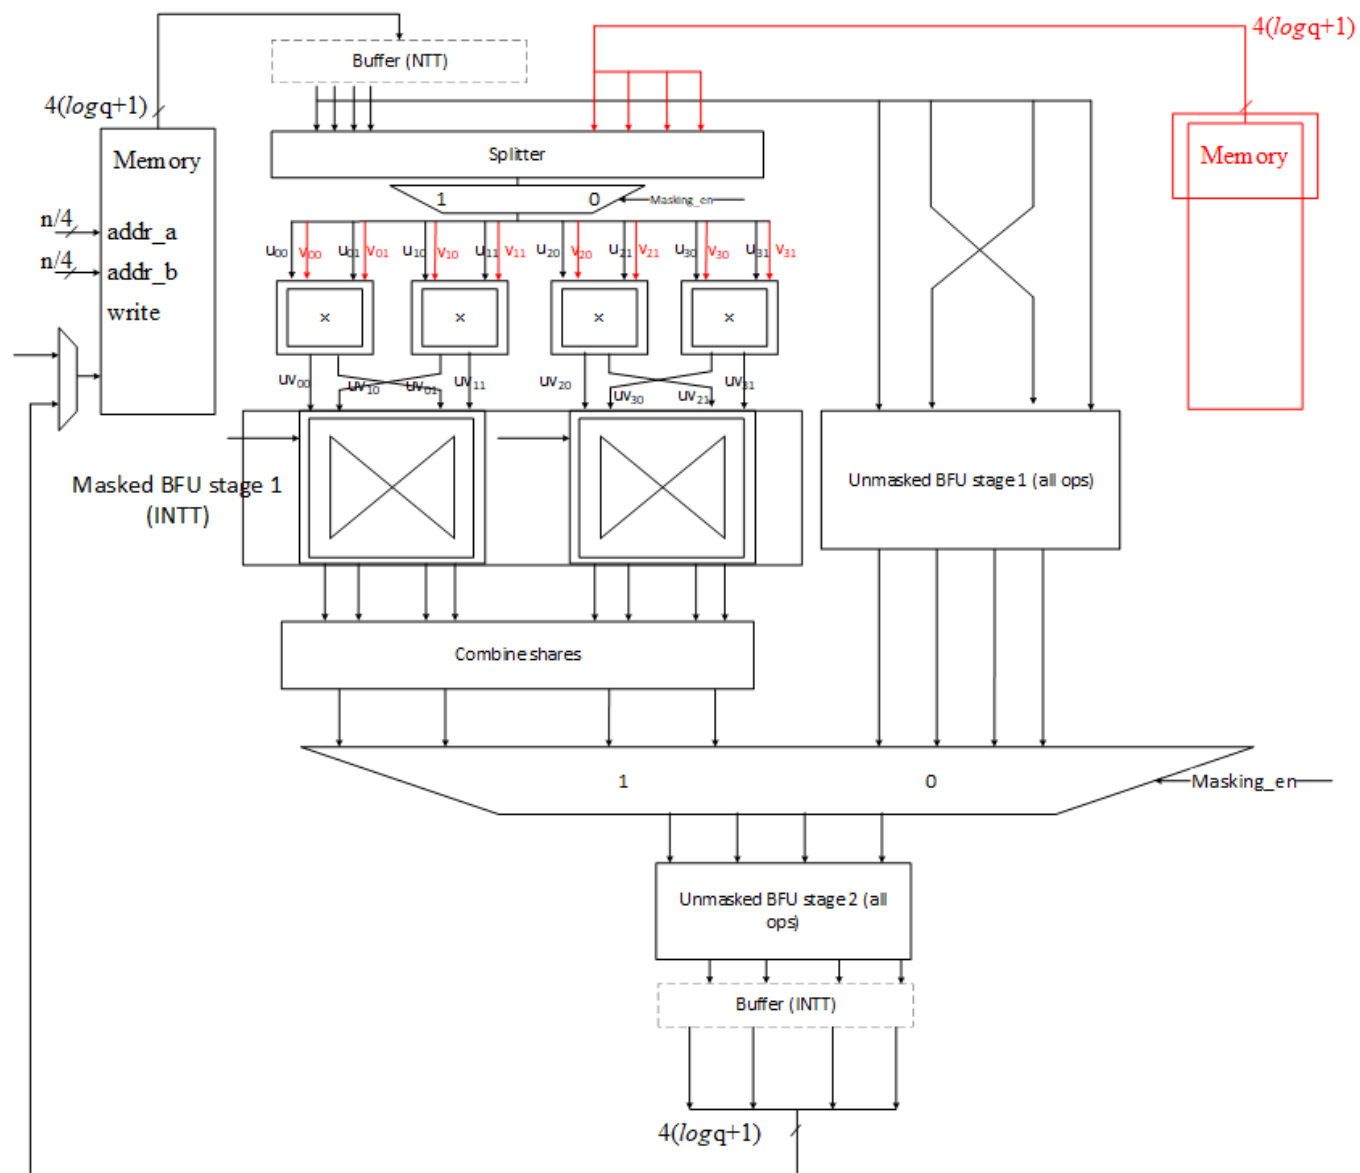 4(logq+1)
Buffer (NTT)
4(logq+1)
Memory
Memory
Splitter
1 0
Masking_en
n/4
addr_a
n/4
addr_b
write
u00 v00 u01 v01 u10 v10 u11 v11 u20 v20 u21 v21 u30 v30 u31 v31
× × × ×
uv00 uv10 uv01 uv11 uv20 uv30 uv21 uv31
Masked BFU stage 1
(INTT)
Unmasked BFU stage 1 (all ops)
Combine shares
1 0
Masking_en
Unmasked BFU stage 2 (all
ops)
Buffer (INTT)
4(logq+1)